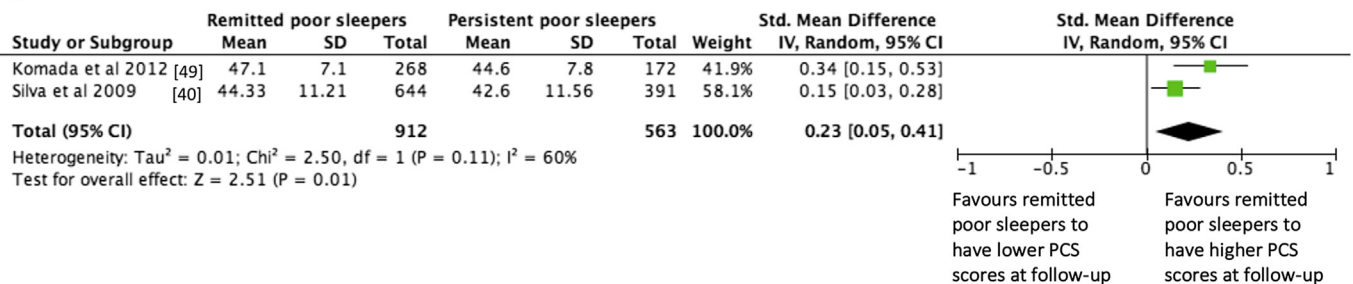 Remitted poor sleepers Persistent poor sleepers Std. Mean Difference Std. Mean Difference
Study or Subgroup Mean SD Total Mean SD Total Weight IV, Random, 95% CI IV, Random, 95% CI
Komada et al 2012 [49] 47.1 7.1 268 44.6 7.8 172 41.9% 0.34 [0.15, 0.53]
Silva et al 2009 [40] 44.33 11.21 644 42.6 11.56 391 58.1% 0.15 [0.03, 0.28]
Total (95% CI) 912 563 100.0% 0.23 [0.05, 0.41]
Heterogeneity: Tau² = 0.01; Chi² = 2.50, df = 1 (P = 0.11); I² = 60%
Test for overall effect: Z = 2.51 (P = 0.01)
-1 -0.5 0 0.5 1
Favours remitted
poor sleepers to
have lower PCS
scores at follow-up
Favours remitted
poor sleepers to
have higher PCS
scores at follow-up